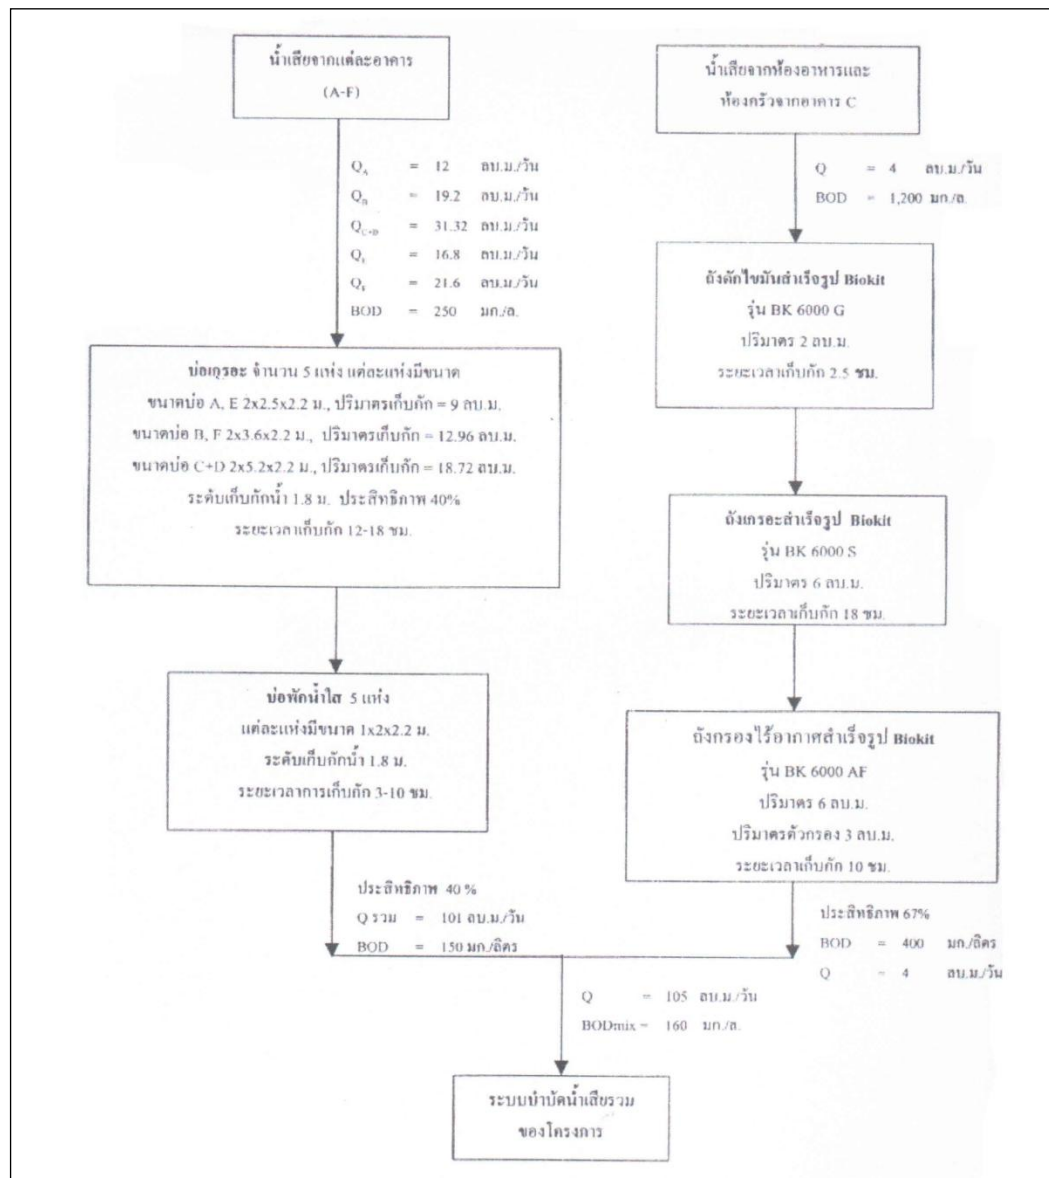 น้ำเสียจากแต่ละอาคาร
(A-F)
Q_A = 12 ลบ.ม./วัน
Q_B = 19.2 ลบ.ม./วัน
Q_C+D = 31.32 ลบ.ม./วัน
Q_E = 16.8 ลบ.ม./วัน
Q_F = 21.6 ลบ.ม./วัน
BOD = 250 มก./ล.
บ่อเกรอะ จำนวน 5 แห่ง แต่ละแห่งมีขนาด
ขนาดบ่อ A, E 2x2.5x2.2 ม., ปริมาตรเก็บกัก = 9 ลบ.ม.
ขนาดบ่อ B, F 2x3.6x2.2 ม., ปริมาตรเก็บกัก = 12.96 ลบ.ม.
ขนาดบ่อ C+D 2x5.2x2.2 ม., ปริมาตรเก็บกัก = 18.72 ลบ.ม.
ระดับเก็บกักน้ำ 1.8 ม. ประสิทธิภาพ 40%
ระยะเวลาเก็บกัก 12-18 ชม.
บ่อพักน้ำใส 5 แห่ง
แต่ละแห่งมีขนาด 1x2x2.2 ม.
ระดับเก็บกักน้ำ 1.8 ม.
ระยะเวลาการเก็บกัก 3-10 ชม.
ประสิทธิภาพ 40 %
Q รวม = 101 ลบ.ม./วัน
BOD = 150 มก./ลิตร
น้ำเสียจากห้องอาหารและ
ห้องครัวจากอาคาร C
Q = 4 ลบ.ม./วัน
BOD = 1,200 มก./ล.
ถังดักไขมันสำเร็จรูป Biokit
รุ่น BK 6000 G
ปริมาตร 2 ลบ.ม.
ระยะเวลาเก็บกัก 2.5 ชม.
ถังเกรอะสำเร็จรูป Biokit
รุ่น BK 6000 S
ปริมาตร 6 ลบ.ม.
ระยะเวลาเก็บกัก 18 ชม.
ถังกรองไร้อากาศสำเร็จรูป Biokit
รุ่น BK 6000 AF
ปริมาตร 6 ลบ.ม.
ปริมาตรตัวกรอง 3 ลบ.ม.
ระยะเวลาเก็บกัก 10 ชม.
ประสิทธิภาพ 67%
BOD = 400 มก./ลิตร
Q = 4 ลบ.ม./วัน
Q = 105 ลบ.ม./วัน
BODmix = 160 มก./ล.
ระบบบำบัดน้ำเสียรวม
ของโครงการ